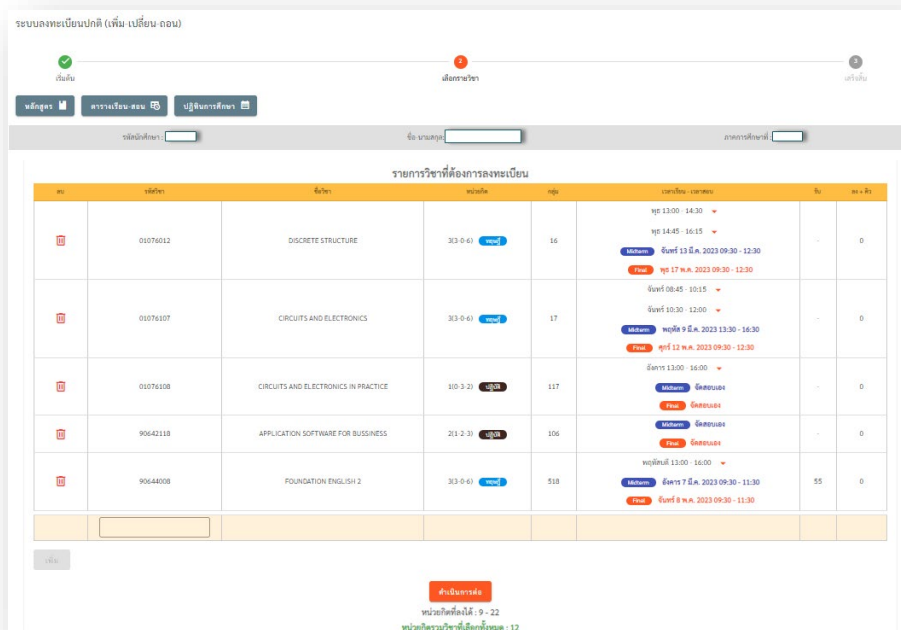 ระบบลงทะเบียนปกติ (เพิ่ม-เปลี่ยน-ถอน)
2 3
เริ่มต้น เลือกรายวิชา เสร็จสิ้น
หลักสูตร ตารางเรียน-สอน ปฏิทินการศึกษา
รหัสนักศึกษา : ชื่อ-นามสกุล: ภาคการศึกษาที่ :
รายการวิชาที่ต้องการลงทะเบียน
ลบ รหัสวิชา ชื่อวิชา หน่วยกิต กลุ่ม เวลาเรียน - เวลาสอบ รับ ลง + คิว
พุธ 13:00 - 14:30
พุธ 14:45 - 16:15
01076012 DISCRETE STRUCTURE 3(3-0-6) ทฤษฎี 16 - 0
Midterm จันทร์ 13 มี.ค. 2023 09:30 - 12:30
Final พุธ 17 พ.ค. 2023 09:30 - 12:30
จันทร์ 08:45 - 10:15
จันทร์ 10:30 - 12:00
01076107 CIRCUITS AND ELECTRONICS 3(3-0-6) ทฤษฎี 17 - 0
Midterm พฤหัส 9 มี.ค. 2023 13:30 - 16:30
Final ศุกร์ 12 พ.ค. 2023 09:30 - 12:30
อังคาร 13:00 - 16:00
01076108 CIRCUITS AND ELECTRONICS IN PRACTICE 1(0-3-2) ปฏิบัติ 117 Midterm จัดสอบเอง - 0
Final จัดสอบเอง
Midterm จัดสอบเอง
90642118 APPLICATION SOFTWARE FOR BUSSINESS 2(1-2-3) ปฏิบัติ 106 - 0
Final จัดสอบเอง
พฤหัสบดี 13:00 - 16:00
90644008 FOUNDATION ENGLISH 2 3(3-0-6) ทฤษฎี 518 Midterm อังคาร 7 มี.ค. 2023 09:30 - 11:30 55 0
Final จันทร์ 8 พ.ค. 2023 09:30 - 11:30
เพิ่ม
ดำเนินการต่อ
หน่วยกิตที่ลงได้ : 9 - 22
หน่วยกิตรวมวิชาที่เลือกทั้งหมด : 12